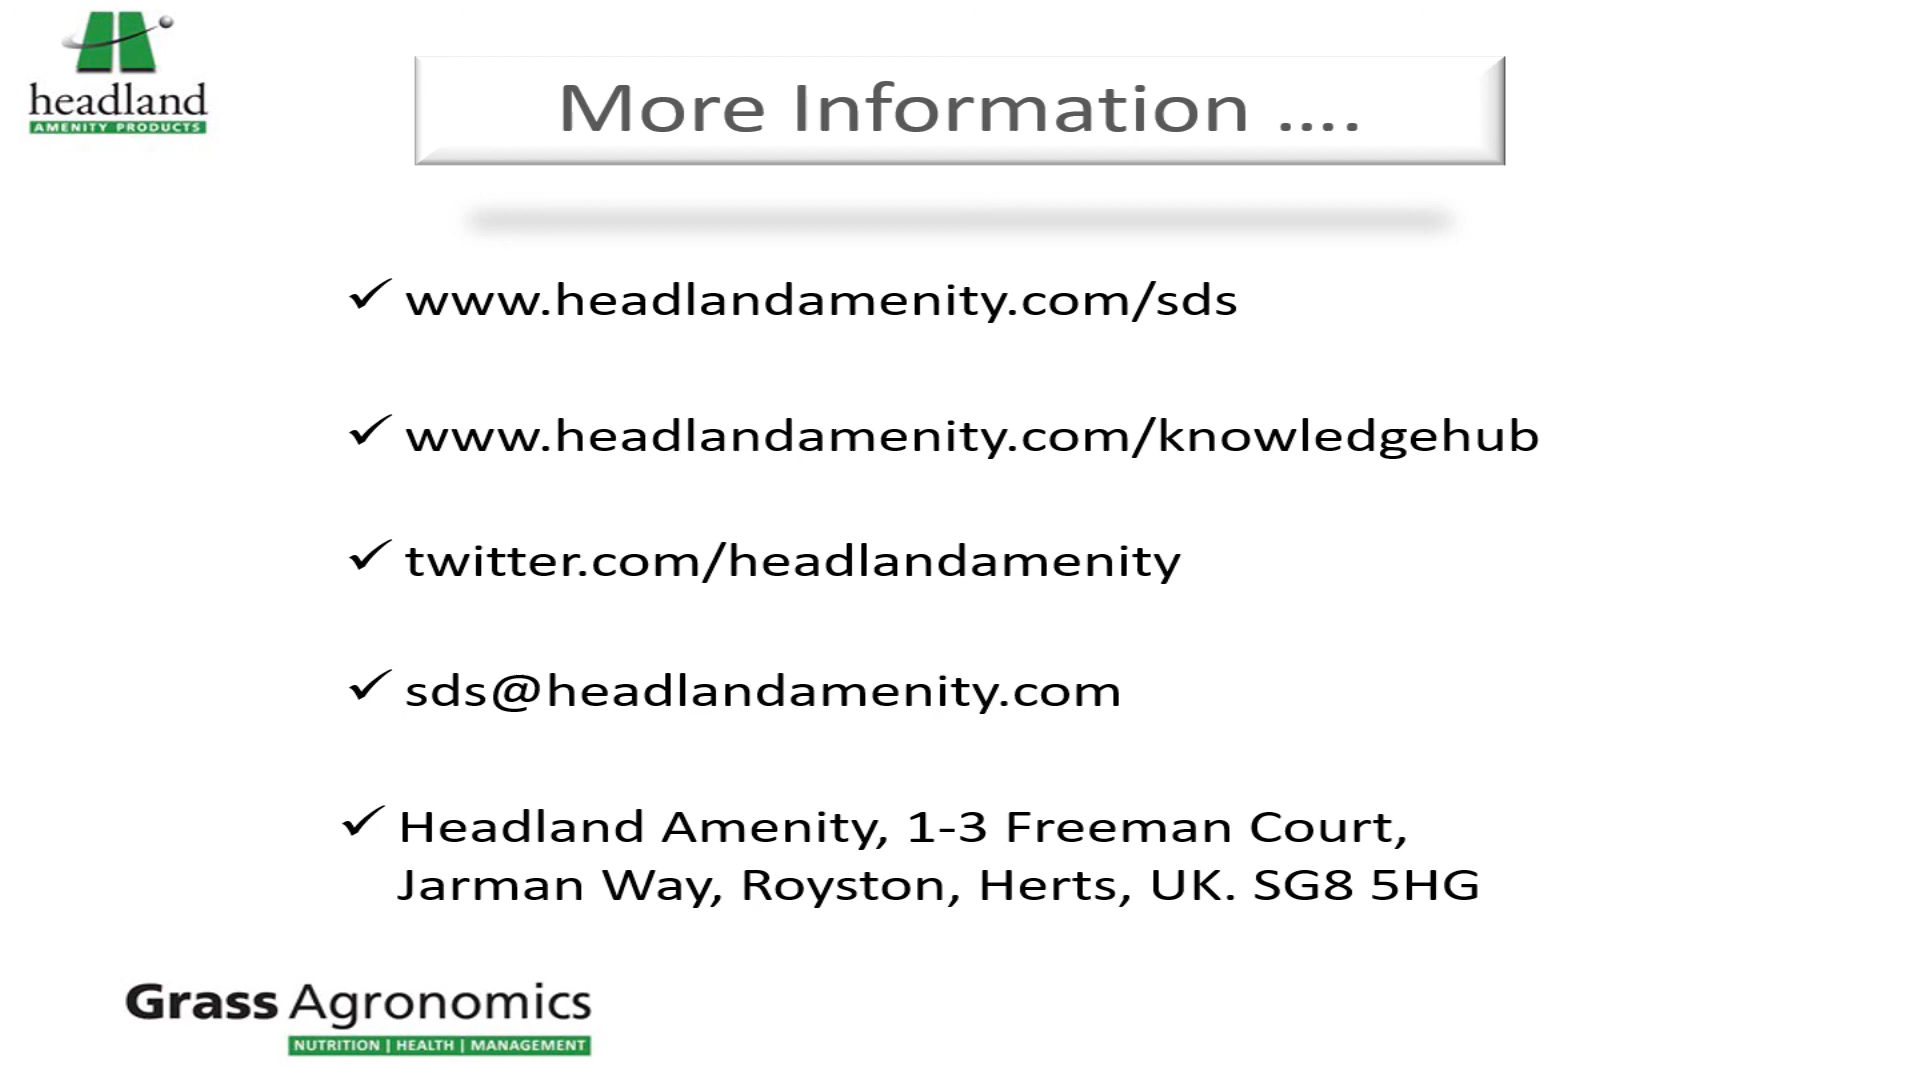 headland
AMENITY PRODUCTS
More Information ....
✓ www.headlandamenity.com/sds
✓ www.headlandamenity.com/knowledgehub
✓ twitter.com/headlandamenity
✓ sds@headlandamenity.com
✓ Headland Amenity, 1-3 Freeman Court,
Jarman Way, Royston, Herts, UK. SG8 5HG
Grass Agronomics
NUTRITION | HEALTH | MANAGEMENT